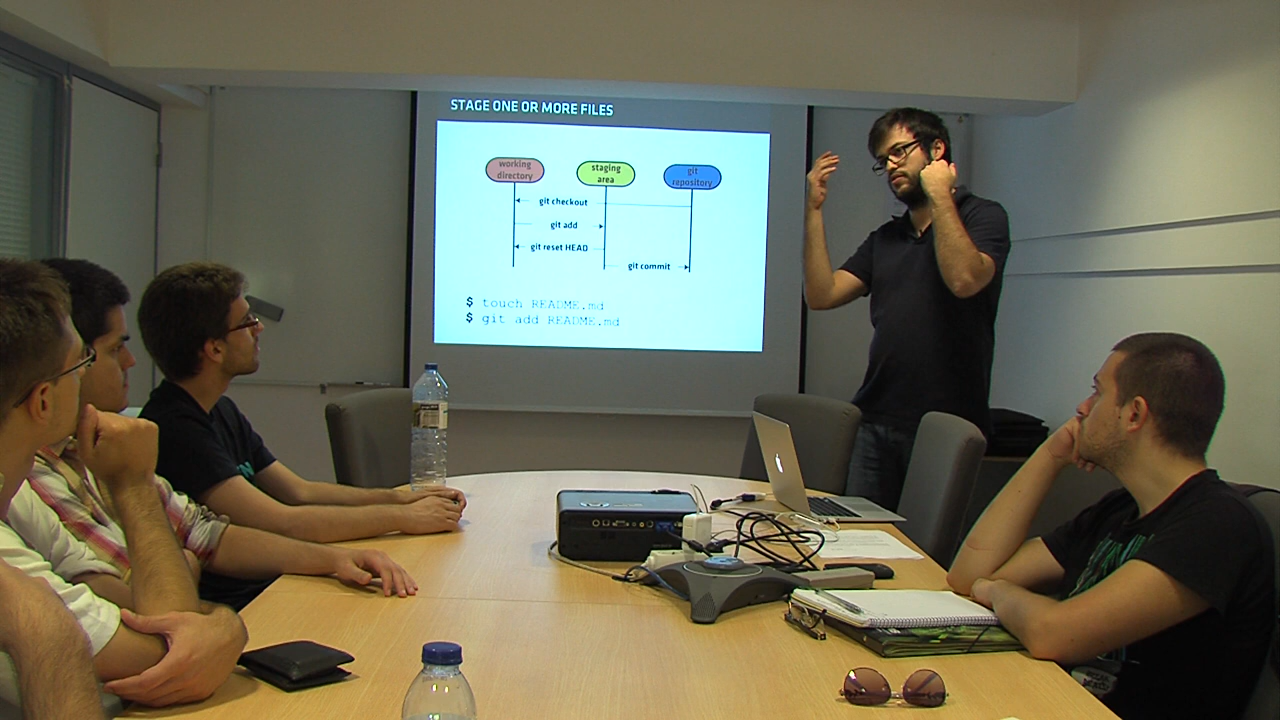 STAGE ONE OR MORE FILES
working
directory
staging
area
git
repository
git checkout
git add
git reset HEAD
git commit
$ touch README.md
$ git add README.md